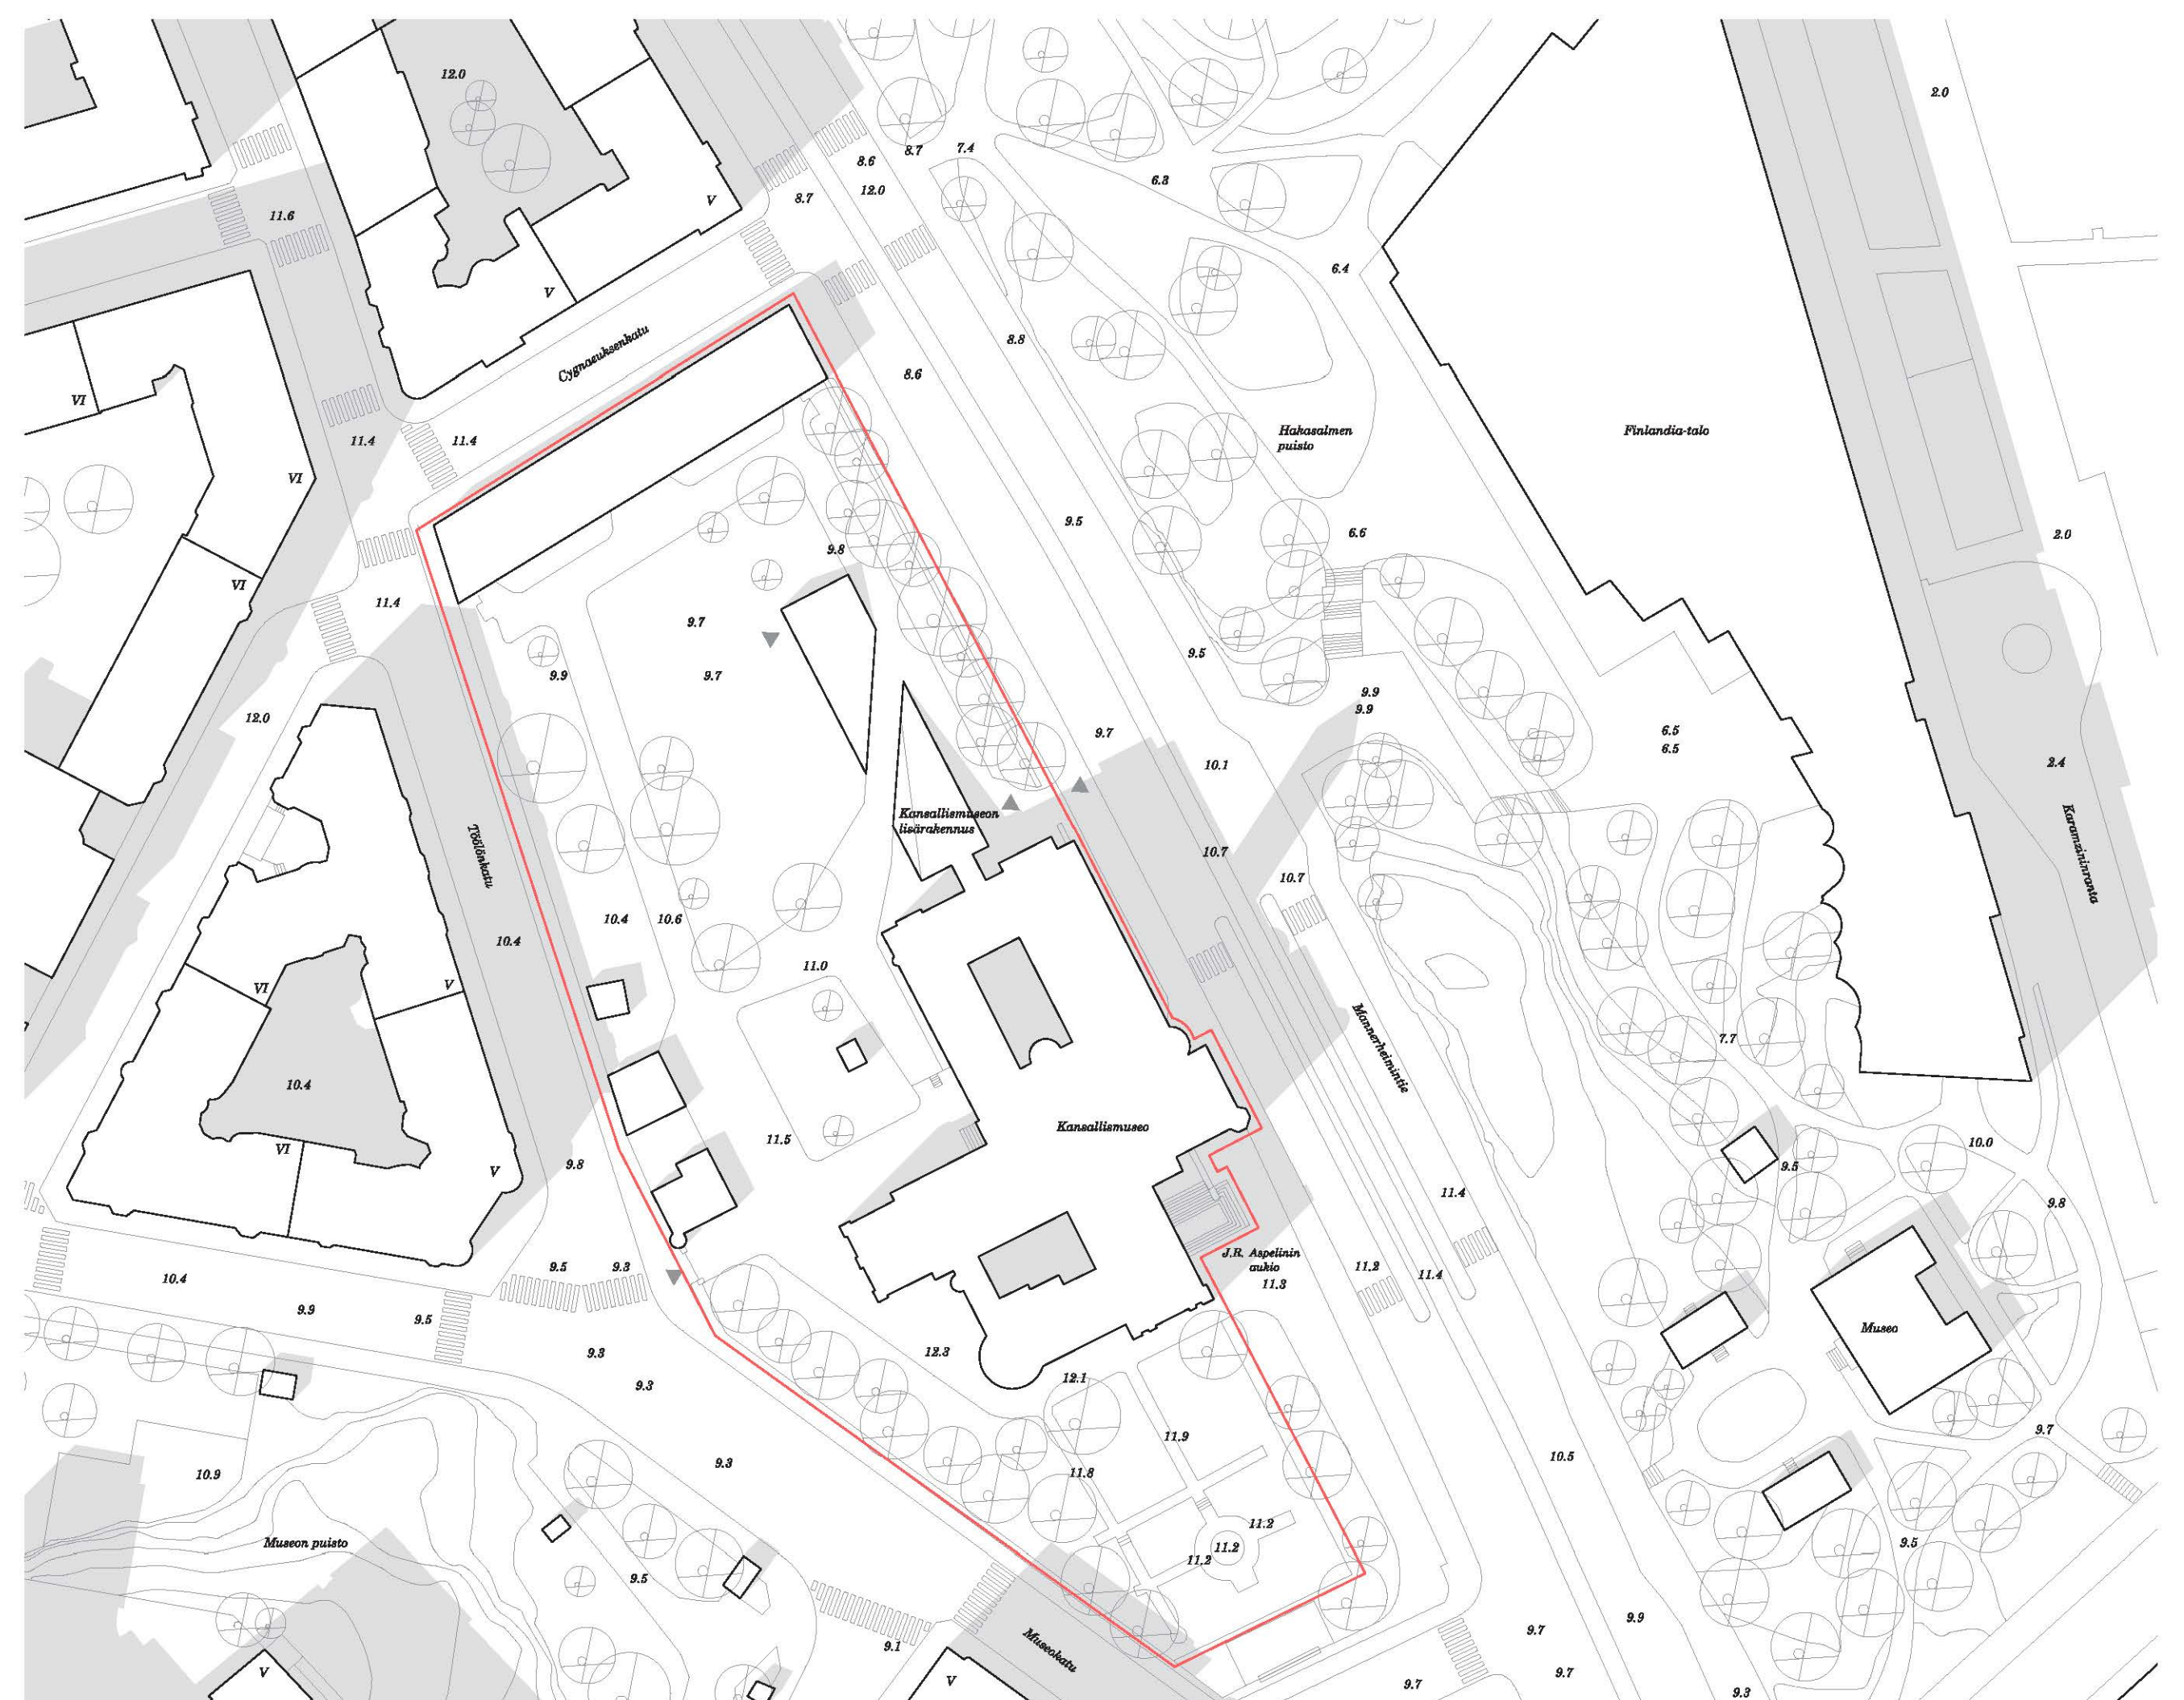 12.0
2.0
8.7
7.4
8.6
6.3
12.0
8.7
V
11.6
6.4
V
8.8
Cygnaeuksenkatu
8.6
VI
Hakasalmen
puisto
Finlandia-talo
11.4
11.4
VI
9.5
6.6
2.0
9.8
VI
11.4
9.7
9.5
9.9
9.7
9.9
9.9
12.0
9.7
6.5
6.5
10.1
2.4
Kansallismuseon
lisärakennus
Töölönkatu
10.7
Karamzininranta
10.7
10.4
10.6
10.4
11.0
VI
V
Mannerheimintie
7.7
10.4
Kansallismuseo
11.5
10.0
VI
9.8
9.5
V
11.4
9.8
J.R. Aspelinin
aukio
11.3
9.5
9.3
11.2
11.4
10.4
9.9
9.5
Museo
9.3
12.3
12.1
9.3
9.7
11.9
10.5
9.3
11.8
10.9
11.2
Museon puisto
11.2
11.2
9.5
9.5
9.9
9.7
9.1
Museokatu
V
9.7
V
9.7
9.3